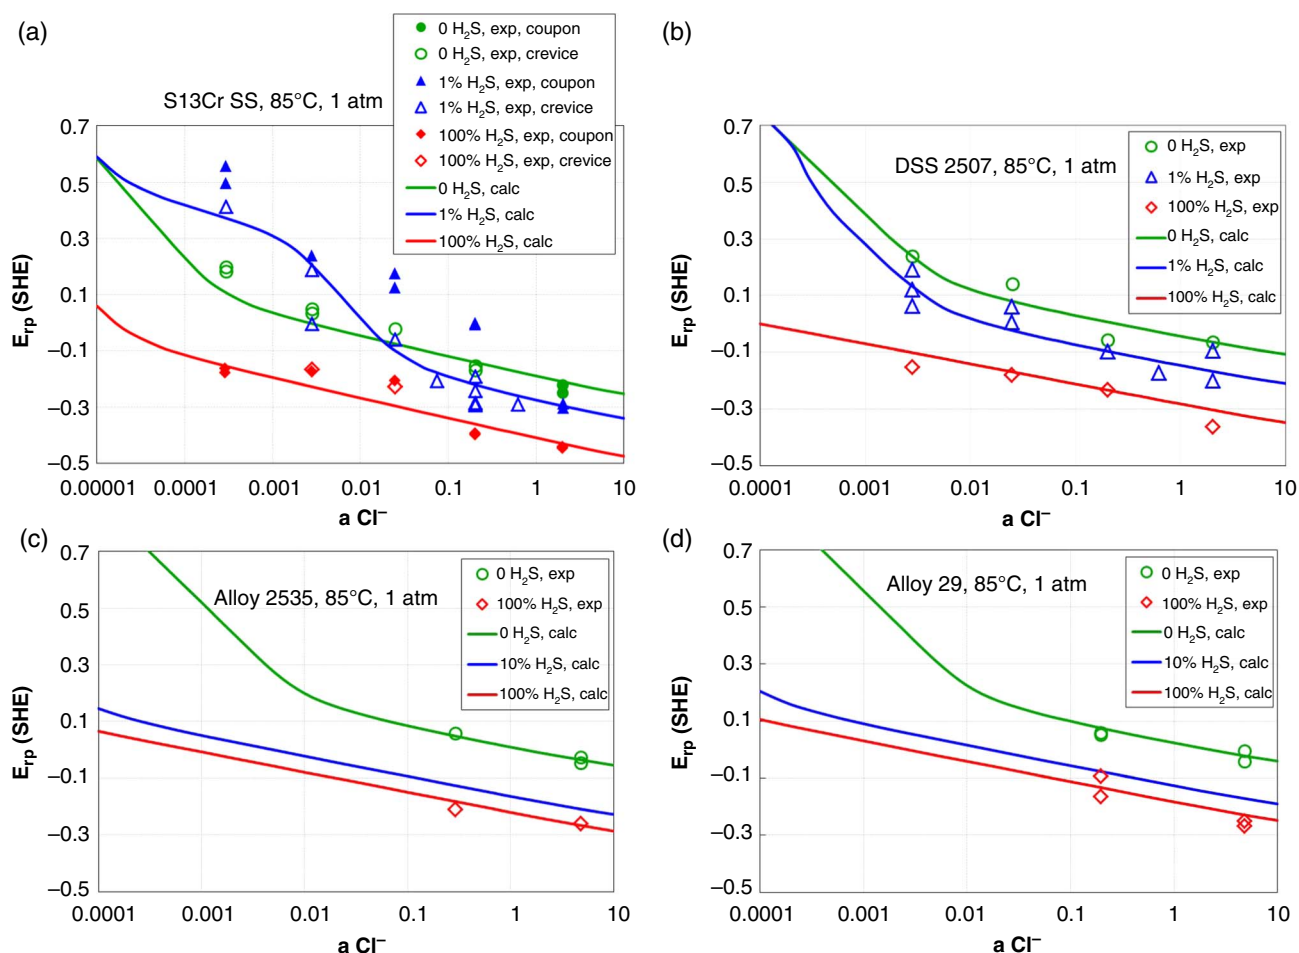 (a)
0 H₂S, exp, coupon
0 H₂S, exp, crevice
1% H₂S, exp, coupon
1% H₂S, exp, crevice
100% H₂S, exp, coupon
100% H₂S, exp, crevice
0 H₂S, calc
1% H₂S, calc
100% H₂S, calc
S13Cr SS, 85°C, 1 atm
0.7
0.5
0.3
0.1
–0.1
–0.3
–0.5
E_rp (SHE)
0.00001
0.0001
0.001
0.01
0.1
1
10
a Cl⁻
(b)
DSS 2507, 85°C, 1 atm
0 H₂S, exp
1% H₂S, exp
100% H₂S, exp
0 H₂S, calc
1% H₂S, calc
100% H₂S, calc
0.7
0.5
0.3
0.1
–0.1
–0.3
–0.5
E_rp (SHE)
0.0001
0.001
0.01
0.1
1
10
a Cl⁻
(c)
Alloy 2535, 85°C, 1 atm
0 H₂S, exp
100% H₂S, exp
0 H₂S, calc
10% H₂S, calc
100% H₂S, calc
0.7
0.5
0.3
0.1
–0.1
–0.3
–0.5
E_rp (SHE)
0.0001
0.001
0.01
0.1
1
10
a Cl⁻
(d)
Alloy 29, 85°C, 1 atm
0 H₂S, exp
100% H₂S, exp
0 H₂S, calc
10% H₂S, calc
100% H₂S, calc
0.7
0.5
0.3
0.1
–0.1
–0.3
–0.5
E_rp (SHE)
0.0001
0.001
0.01
0.1
1
10
a Cl⁻